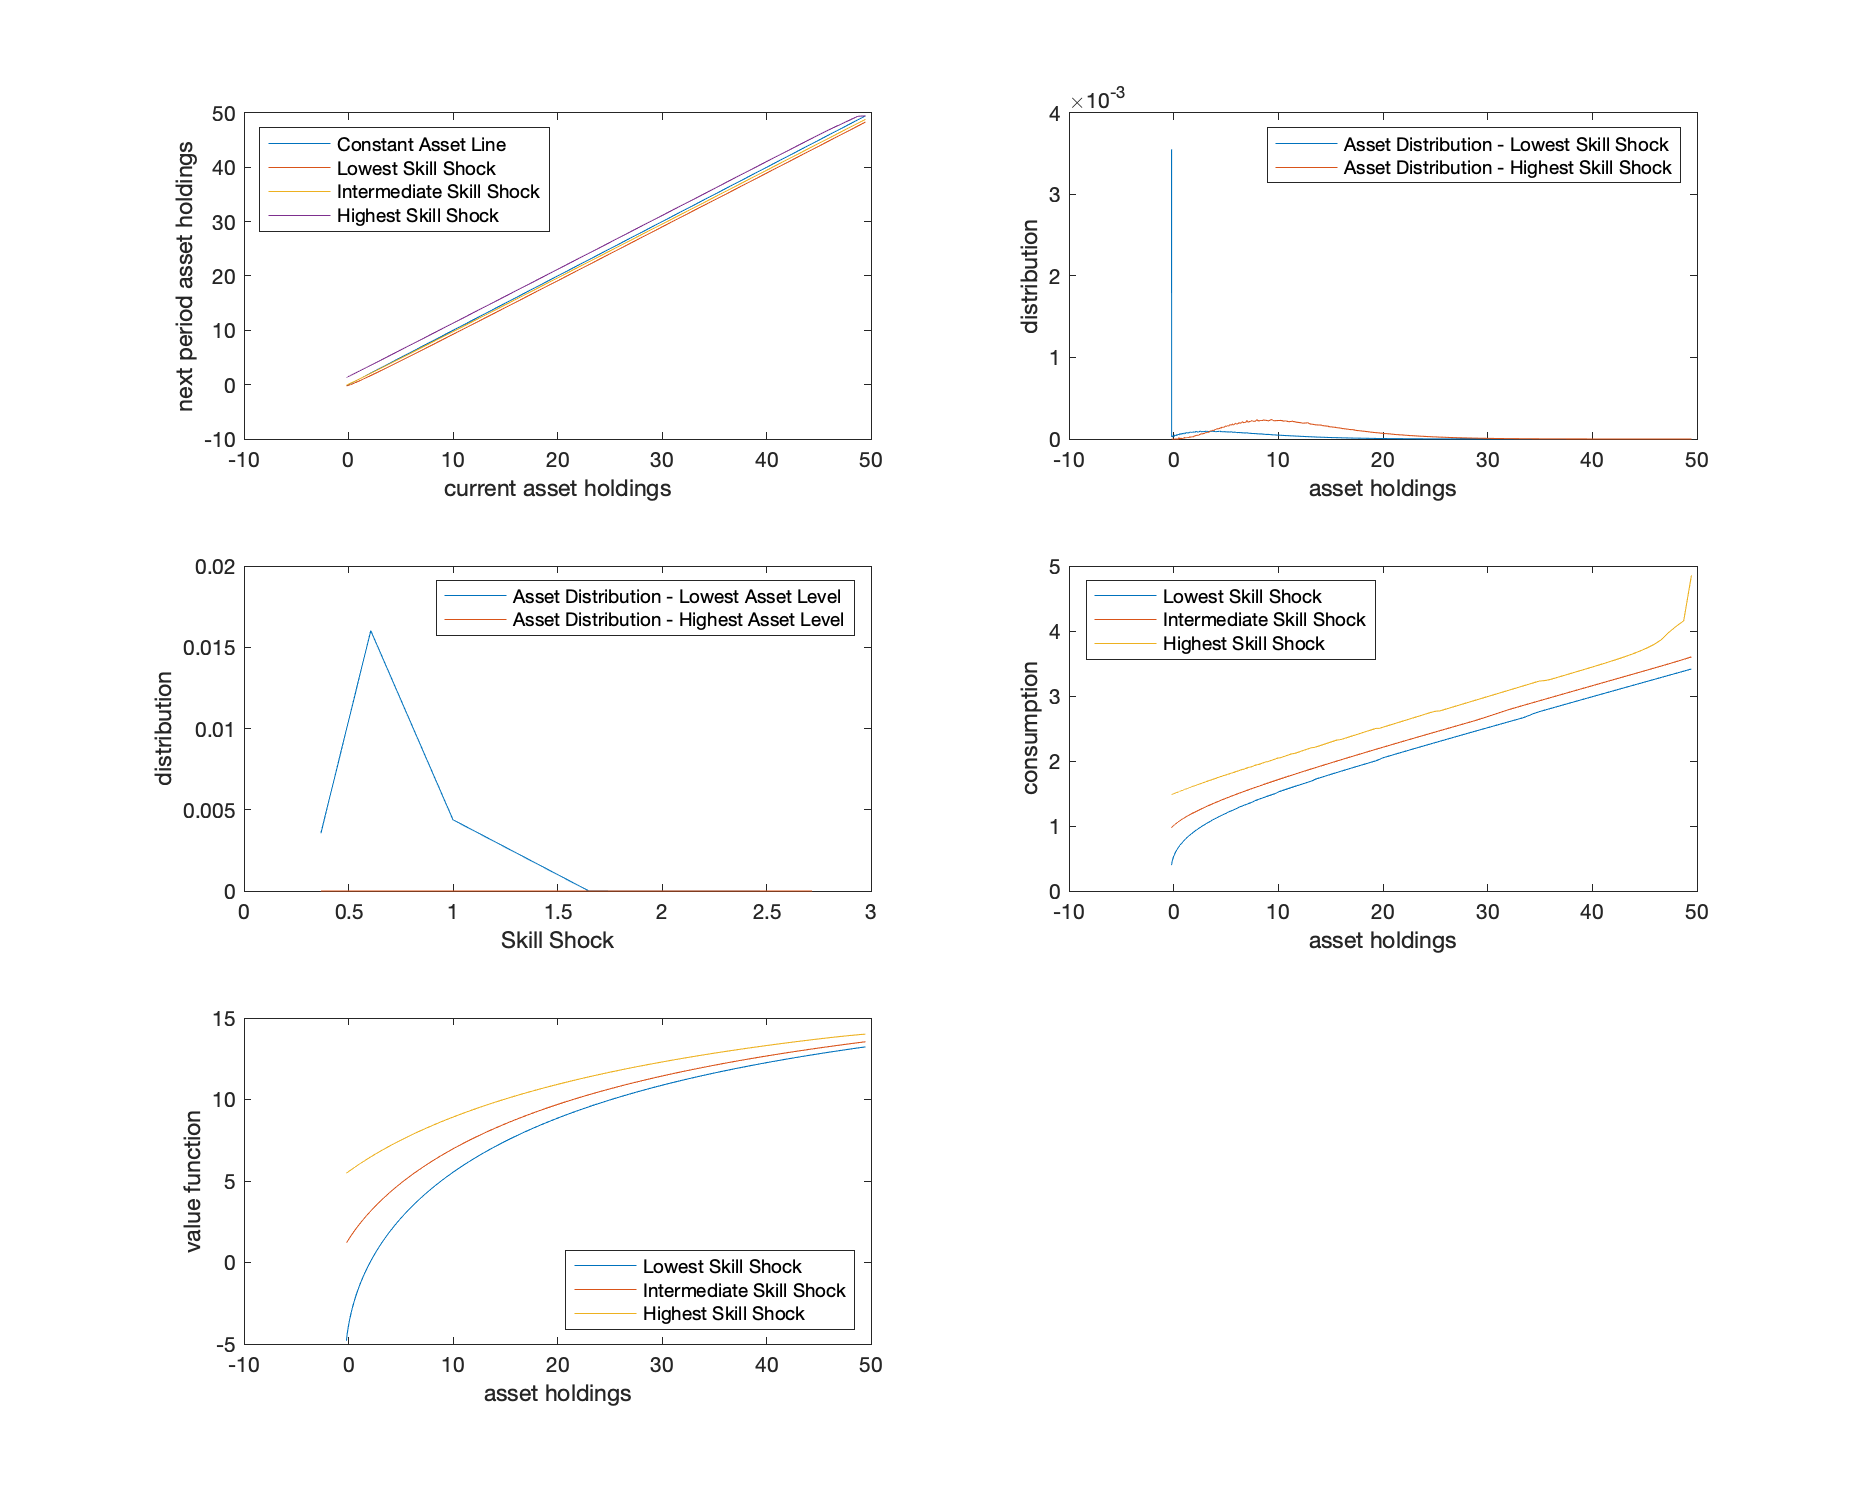 50
40
30
20
10
0
-10
-10
0
10
20
30
40
50
next period asset holdings
current asset holdings
Constant Asset Line
Lowest Skill Shock
Intermediate Skill Shock
Highest Skill Shock
×10-3
4
3
2
1
0
-10
0
10
20
30
40
50
distribution
asset holdings
Asset Distribution - Lowest Skill Shock
Asset Distribution - Highest Skill Shock
0.02
0.015
0.01
0.005
0
0
0.5
1
1.5
2
2.5
3
distribution
Skill Shock
Asset Distribution - Lowest Asset Level
Asset Distribution - Highest Asset Level
5
4
3
2
1
0
-10
0
10
20
30
40
50
consumption
asset holdings
Lowest Skill Shock
Intermediate Skill Shock
Highest Skill Shock
15
10
5
0
-5
-10
0
10
20
30
40
50
value function
asset holdings
Lowest Skill Shock
Intermediate Skill Shock
Highest Skill Shock